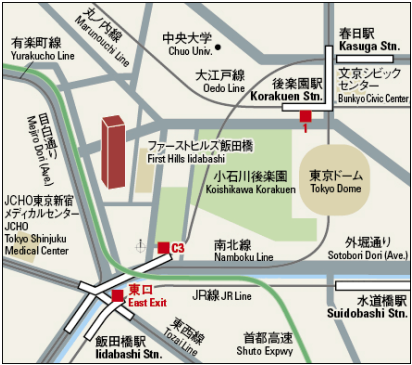 丸ノ内線
Marunouchi Line
中央大学
Chuo Univ.
春日駅
Kasuga Stn.
有楽町線
Yurakucho Line
大江戸線
Oedo Line
後楽園駅
Korakuen Stn.
文京シビック
センター
Bunkyo Civic Center
1
目白通り
Mejiro Dori (Ave.)
ファーストヒルズ飯田橋
First Hills Iidabashi
小石川後楽園
Koishikawa Korakuen
東京ドーム
Tokyo Dome
JCHO東京新宿
メディカルセンター
JCHO
Tokyo Shinjuku
Medical Center
C3
南北線
Namboku Line
外堀通り
Sotobori Dori (Ave.)
東口
East Exit
JR線 JR Line
水道橋駅
Suidobashi Stn.
飯田橋駅
Iidabashi Stn.
東西線
Tozai Line
首都高速
Shuto Expwy